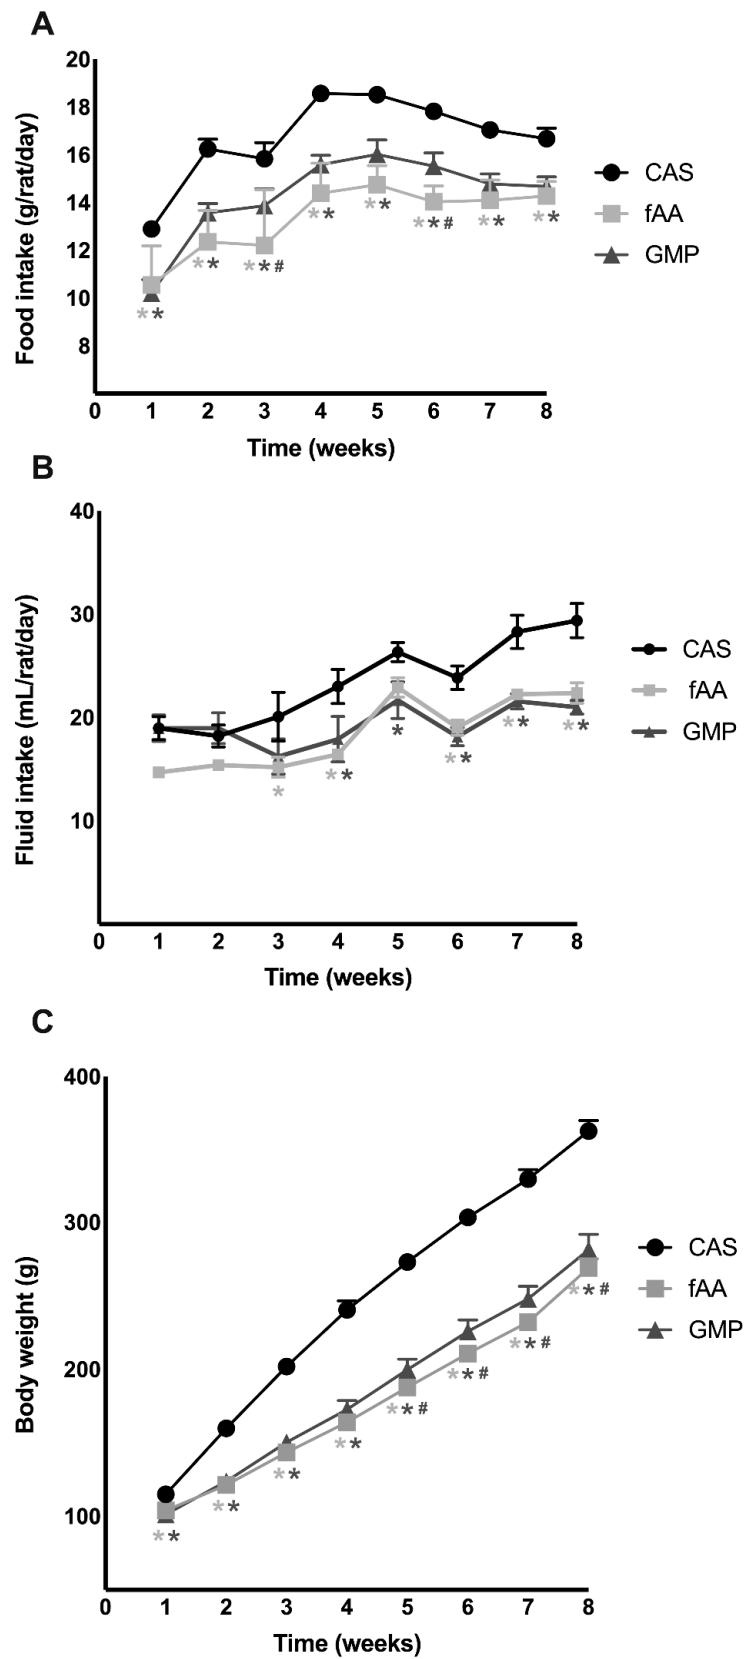 A
20
18
16
14
12
10
8
Food intake (g/rat/day)
* *
* *
* * #
* *
* *
* * #
* *
* *
0 1 2 3 4 5 6 7 8
Time (weeks)
CAS
fAA
GMP
B
40
30
20
10
Fluid intake (mL/rat/day)
*
* *
*
* *
* *
* *
0 1 2 3 4 5 6 7 8
Time (weeks)
CAS
fAA
GMP
C
400
300
200
100
Body weight (g)
* *
* *
* *
* *
* * #
* * #
* * #
* * #
0 1 2 3 4 5 6 7 8
Time (weeks)
CAS
fAA
GMP